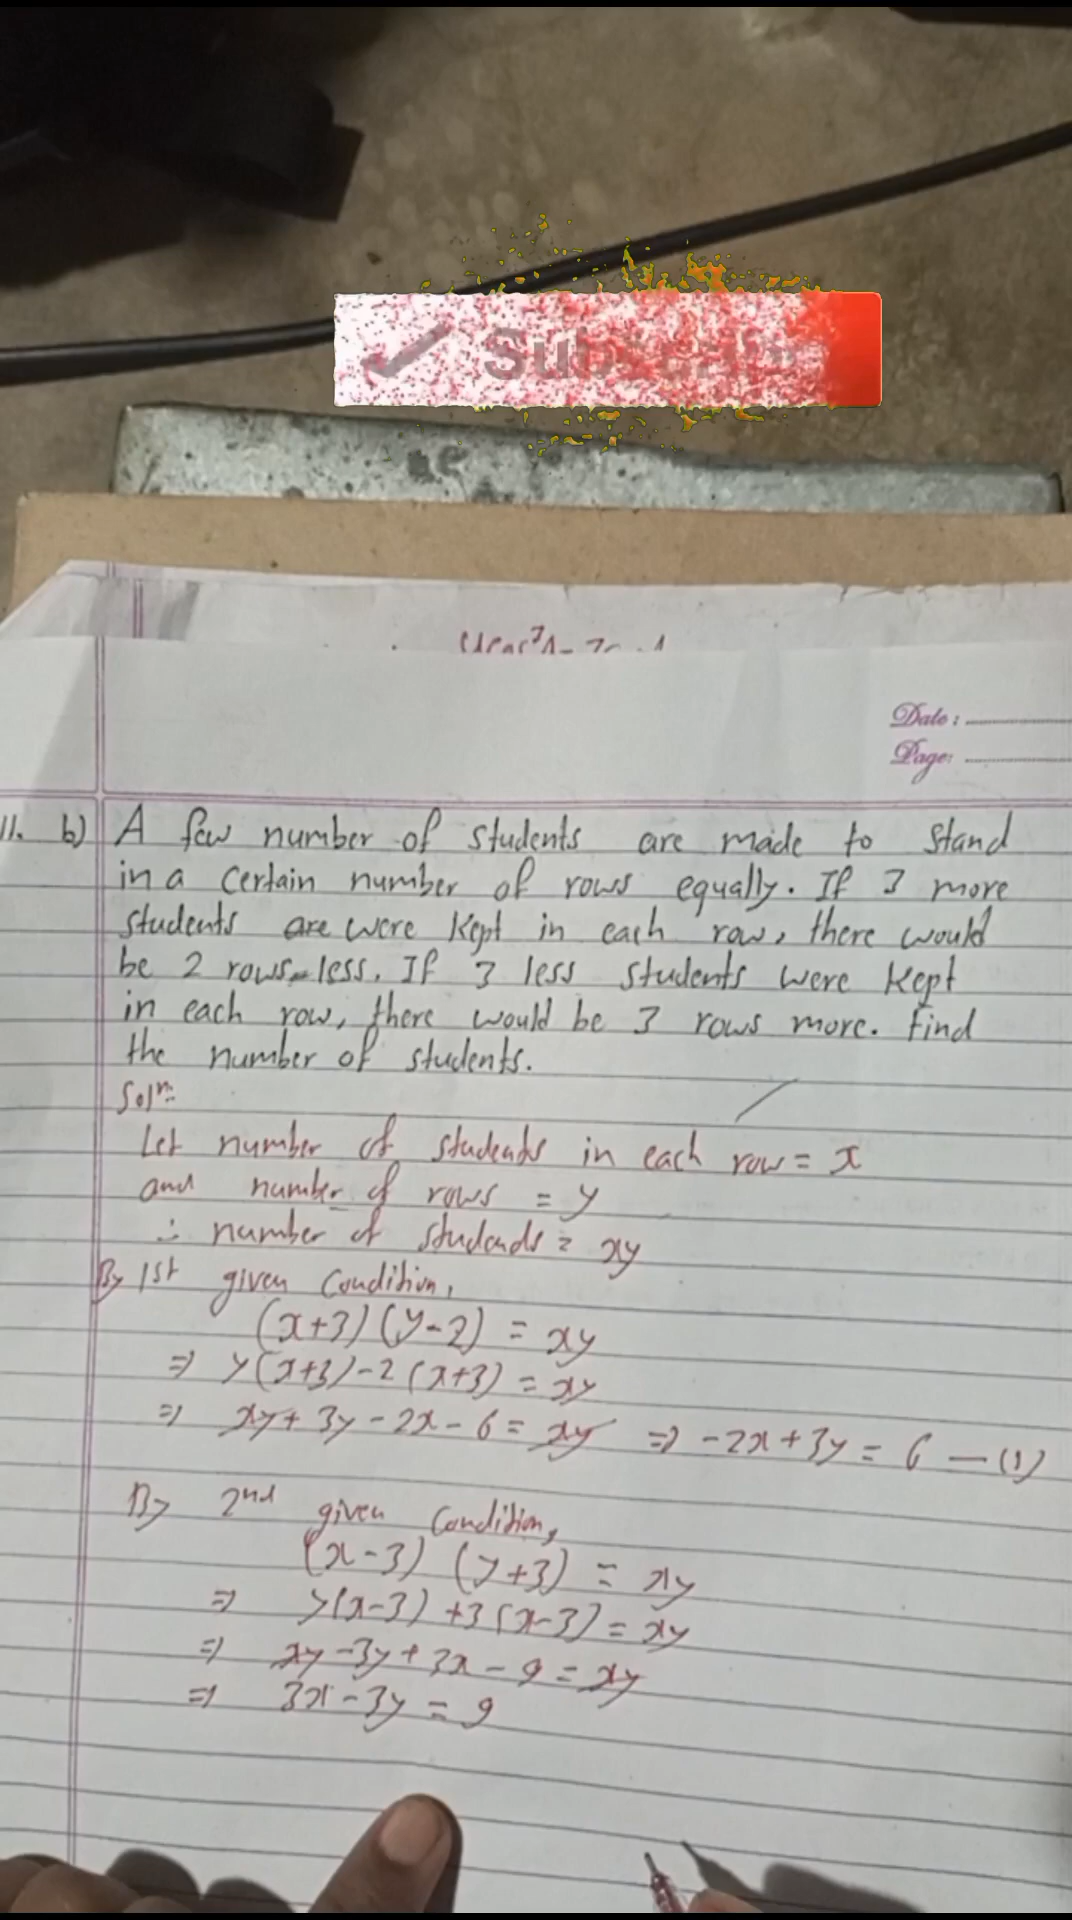 Subscribe
Date:
Page:
11. b) A few number of students are made to stand
in a certain number of rows equally. If 3 more
students are were kept in each row, there would
be 2 rows less. If 3 less students were kept
in each row, there would be 3 rows more. Find
the number of students.
Solⁿ:
Let number of students in each row = x
and number of rows = y
∴ number of students = xy
By 1st given Condition,
(x+3) (y-2) = xy
⇒ y(x+3)-2(x+3) = xy
⇒ xy + 3y - 2x - 6 = xy ⇒ -2x + 3y = 6 — (1)
By 2nd given Condition,
(x-3) (y+3) = xy
⇒ y(x-3) +3(x-3) = xy
⇒ xy -3y + 3x - 9 = xy
⇒ 3x - 3y = 9